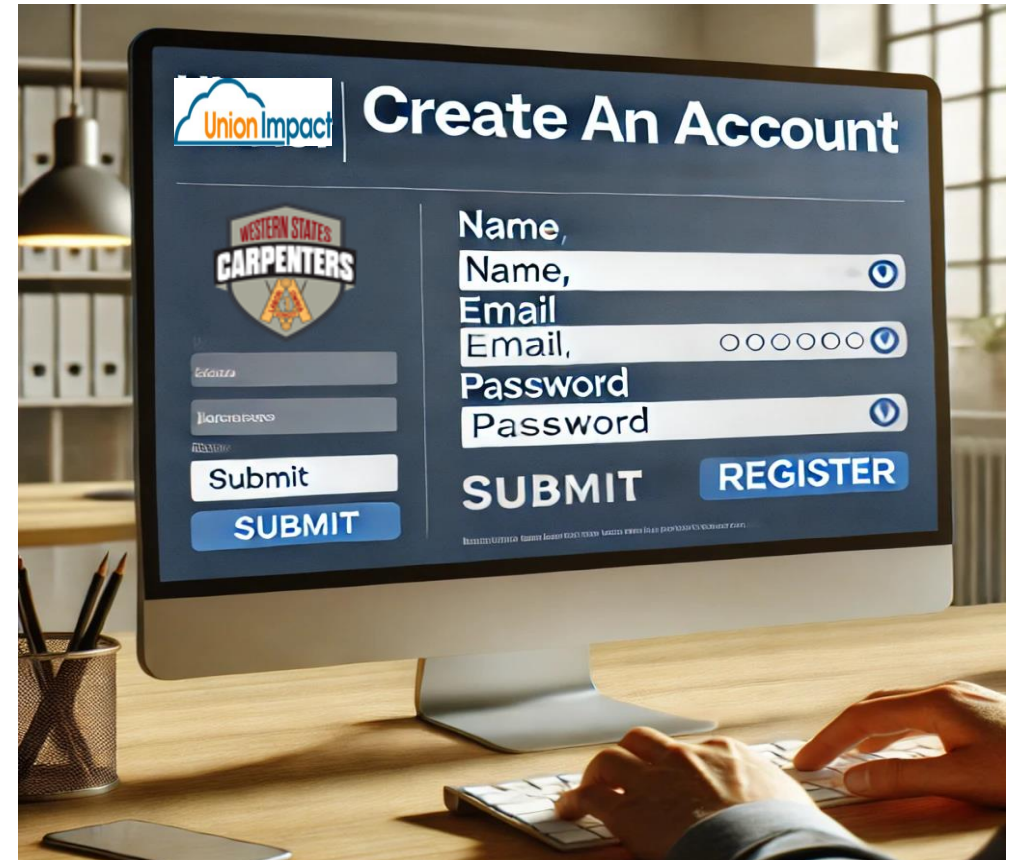 Union Impact
Create An Account
WESTERN STATES
CARPENTERS
Submit
SUBMIT
Name,
Name,
Email
Email,
Password
Password
SUBMIT
REGISTER